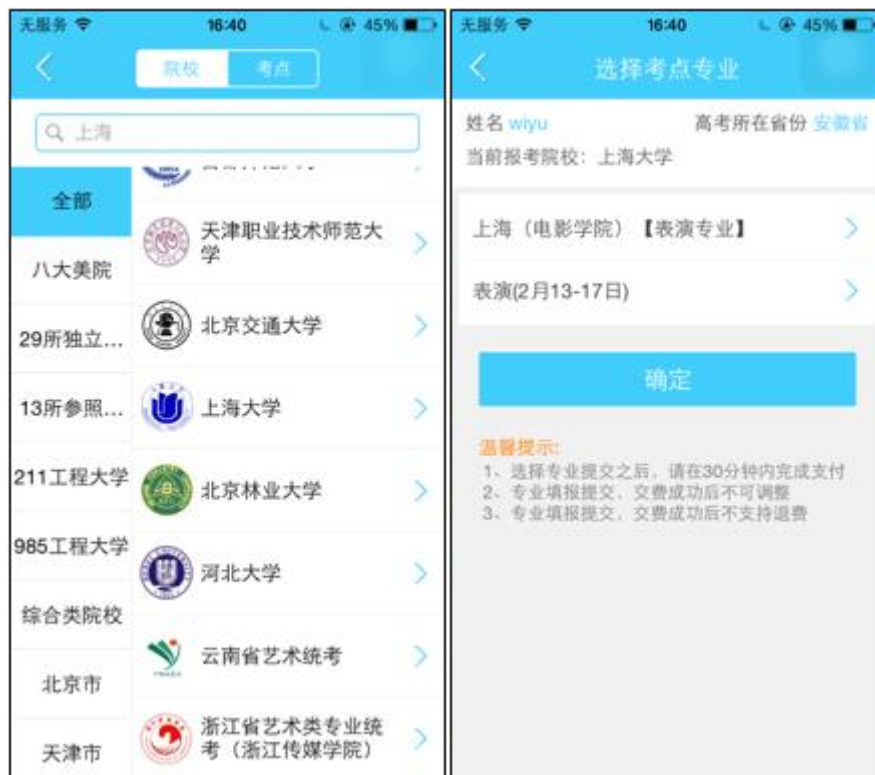 无服务
16:40
45%
院校
考点
上海
全部
八大美院
29所独立...
13所参照...
211工程大学
985工程大学
综合类院校
北京市
天津市
天津职业技术师范大
学
北京交通大学
上海大学
北京林业大学
河北大学
云南省艺术统考
浙江省艺术类专业统
考（浙江传媒学院）
无服务
16:40
45%
选择考点专业
姓名 wiyu
高考所在省份 安徽省
当前报考院校：上海大学
上海（电影学院）【表演专业】
表演(2月13-17日)
确定
温馨提示:
1、选择专业提交之后，请在30分钟内完成支付
2、专业填报提交，交费成功后不可调整
3、专业填报提交，交费成功后不支持退费